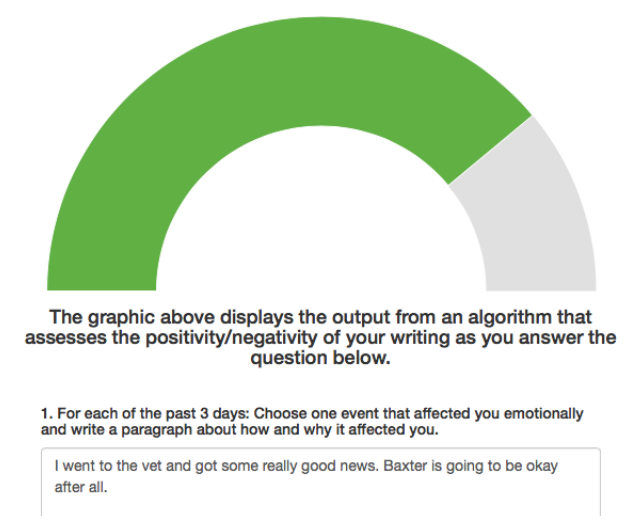 The graphic above displays the output from an algorithm that
assesses the positivity/negativity of your writing as you answer the
question below.
1. For each of the past 3 days: Choose one event that affected you emotionally
and write a paragraph about how and why it affected you.
I went to the vet and got some really good news. Baxter is going to be okay
after all.